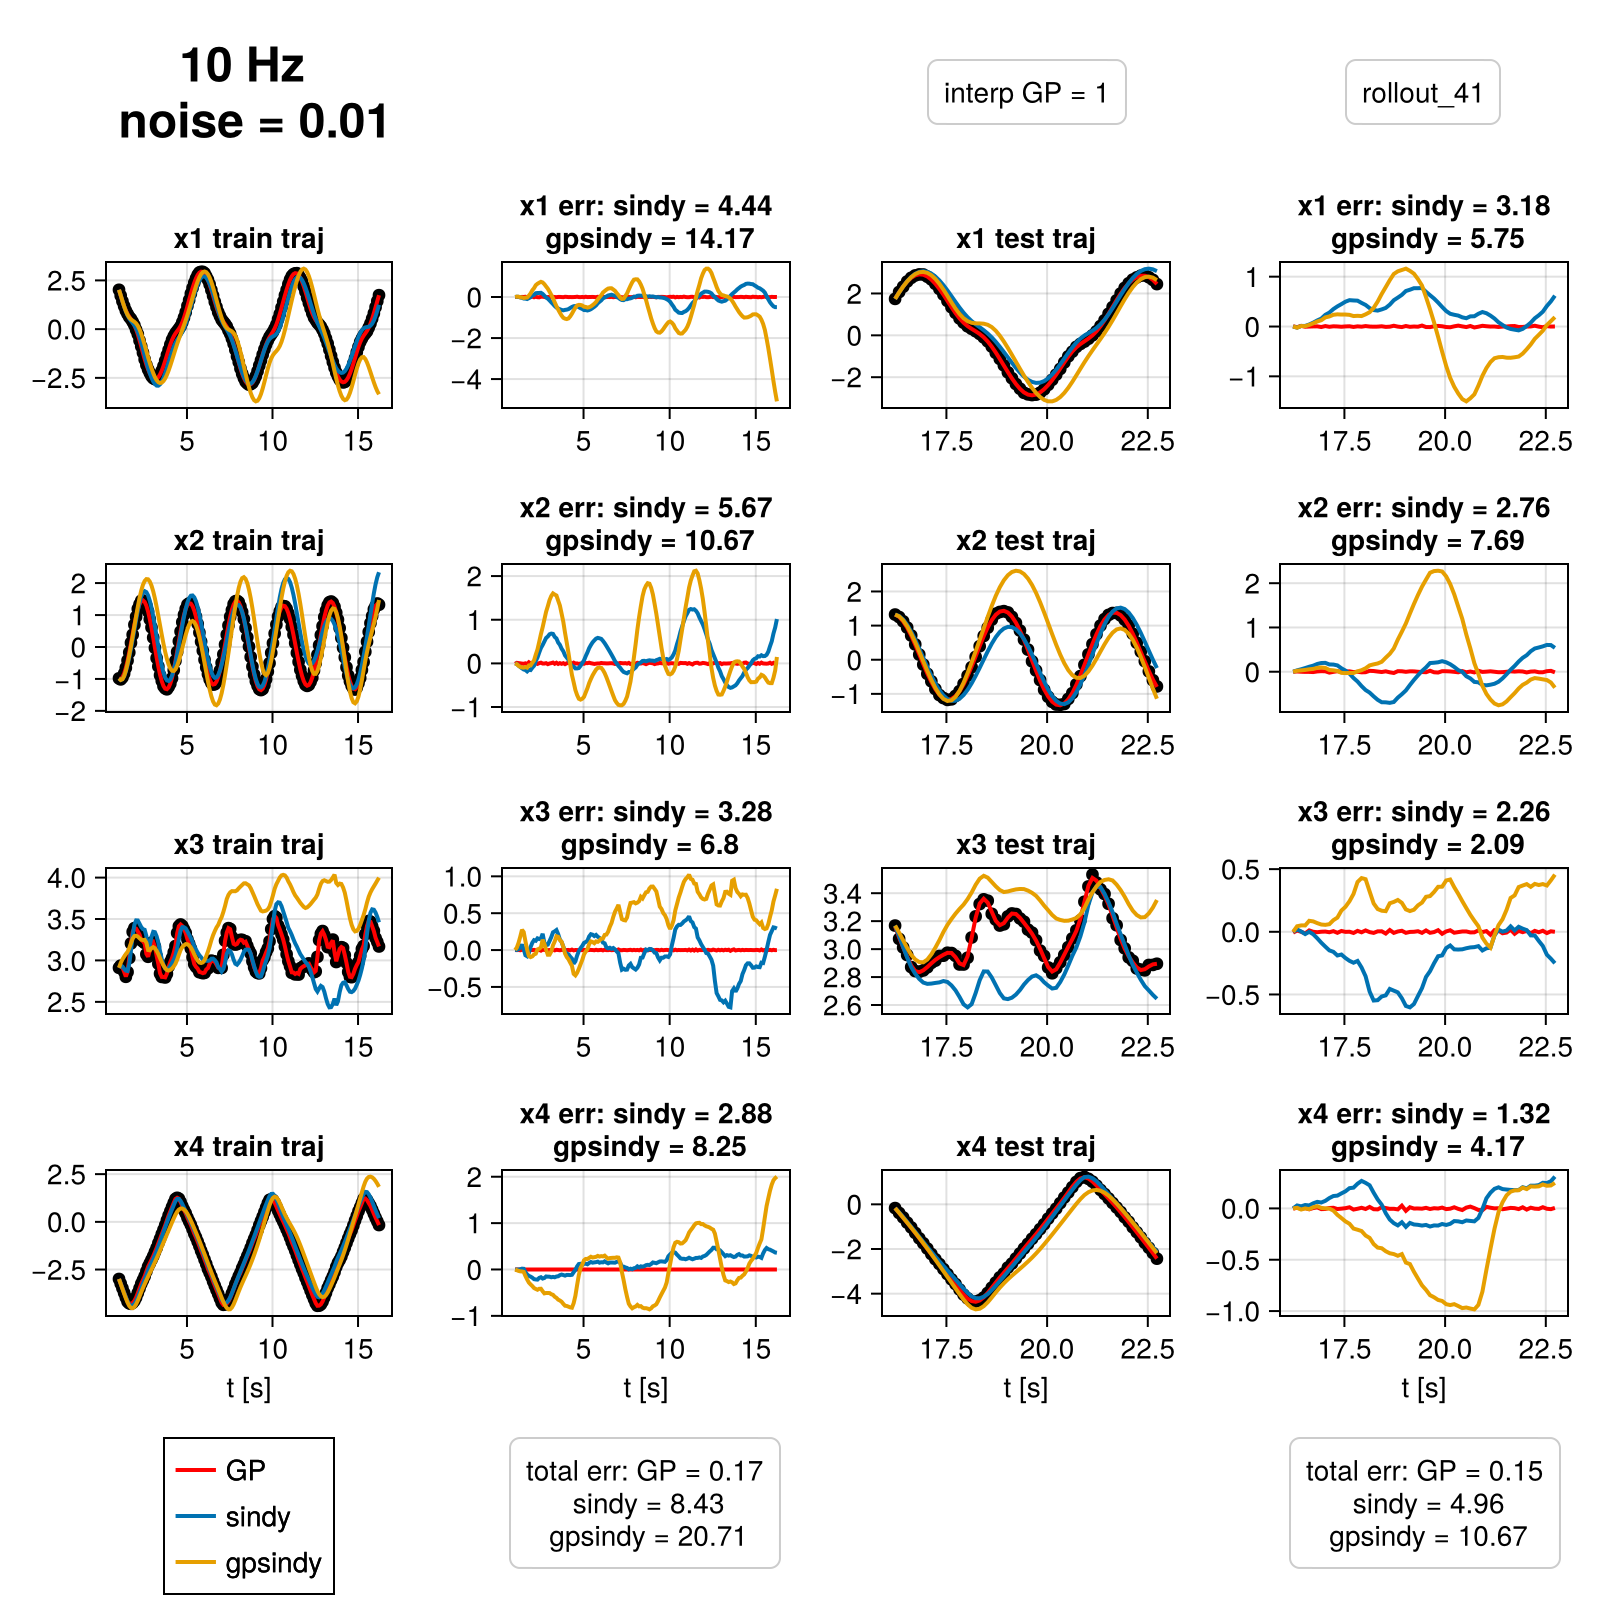 10 Hz
noise = 0.01
interp GP = 1
rollout_41
x1 train traj
2.5
0.0
−2.5
5 10 15
x1 err: sindy = 4.44
gpsindy = 14.17
0
−2
−4
5 10 15
x1 test traj
2
0
−2
17.5 20.0 22.5
x1 err: sindy = 3.18
gpsindy = 5.75
1
0
−1
17.5 20.0 22.5
x2 train traj
2
1
0
−1
−2
5 10 15
x2 err: sindy = 5.67
gpsindy = 10.67
2
1
0
−1
5 10 15
x2 test traj
2
1
0
−1
17.5 20.0 22.5
x2 err: sindy = 2.76
gpsindy = 7.69
2
1
0
17.5 20.0 22.5
x3 train traj
4.0
3.5
3.0
2.5
5 10 15
x3 err: sindy = 3.28
gpsindy = 6.8
1.0
0.5
0.0
−0.5
5 10 15
x3 test traj
3.4
3.2
3.0
2.8
2.6
17.5 20.0 22.5
x3 err: sindy = 2.26
gpsindy = 2.09
0.5
0.0
−0.5
17.5 20.0 22.5
x4 train traj
2.5
0.0
−2.5
5 10 15
t [s]
x4 err: sindy = 2.88
gpsindy = 8.25
2
1
0
−1
5 10 15
t [s]
x4 test traj
0
−2
−4
17.5 20.0 22.5
t [s]
x4 err: sindy = 1.32
gpsindy = 4.17
0.0
−0.5
−1.0
17.5 20.0 22.5
t [s]
GP
sindy
gpsindy
total err: GP = 0.17
sindy = 8.43
gpsindy = 20.71
total err: GP = 0.15
sindy = 4.96
gpsindy = 10.67